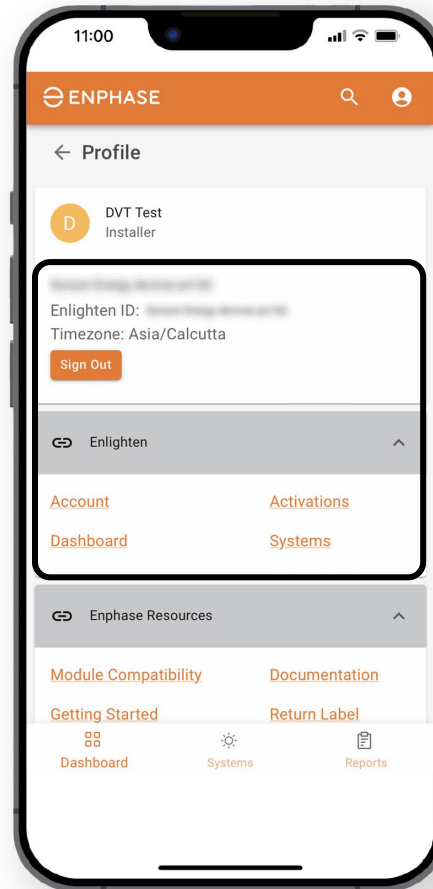 11:00
ENPHASE
Profile
D
DVT Test
Installer
Enlighten ID:
Timezone: Asia/Calcutta
Sign Out
Enlighten
Account Activations
Dashboard Systems
Enphase Resources
Module Compatibility Documentation
Getting Started Return Label
Dashboard Systems Reports